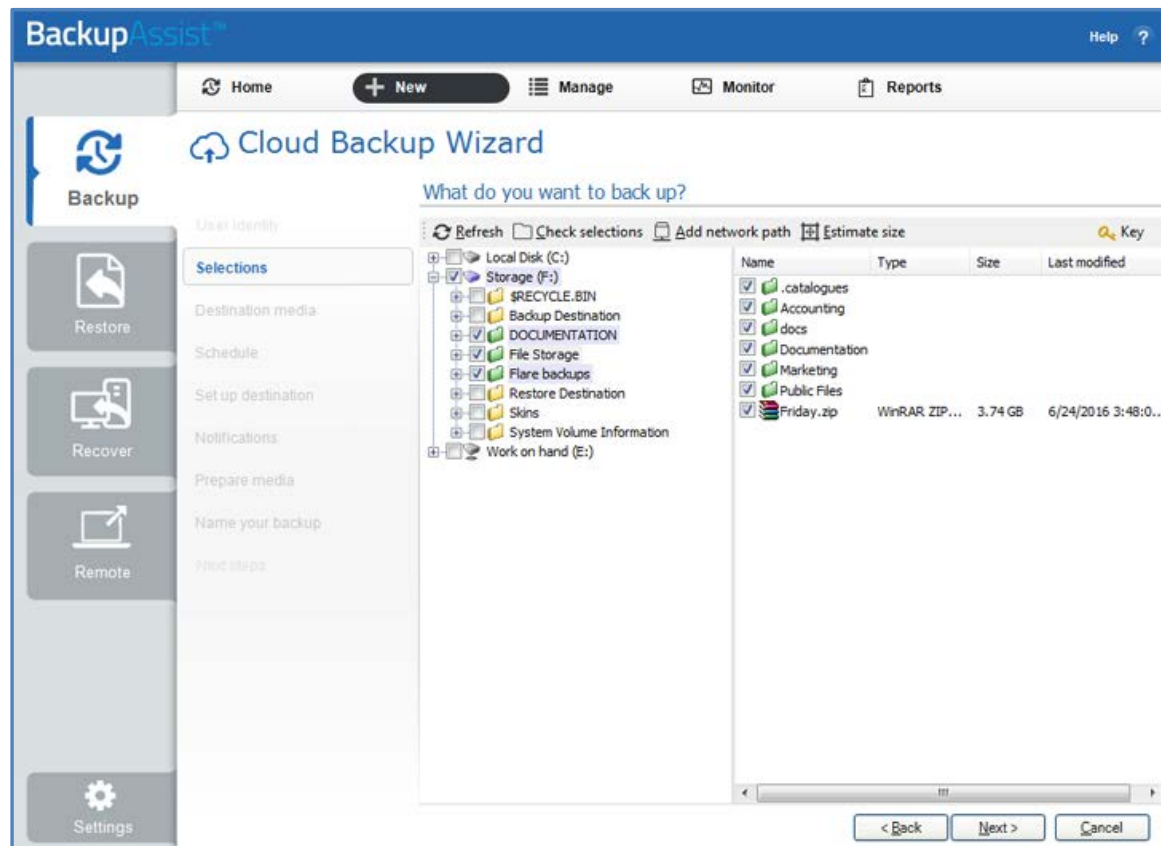 BackupAssist™
Help ?
Home
New
Manage
Monitor
Reports
Cloud Backup Wizard
Backup
Restore
Recover
Remote
Settings
User identity
Selections
Destination media
Schedule
Set up destination
Notifications
Prepare media
Name your backup
Next steps
What do you want to back up?
Refresh Check selections Add network path Estimate size Key
Local Disk (C:)
Storage (F:)
$RECYCLE.BIN
Backup Destination
DOCUMENTATION
File Storage
Flare backups
Restore Destination
Skins
System Volume Information
Work on hand (E:)
Name Type Size Last modified
.catalogues
Accounting
docs
Documentation
Marketing
Public Files
Friday.zip WinRAR ZIP... 3.74 GB 6/24/2016 3:48:0...
< Back Next > Cancel